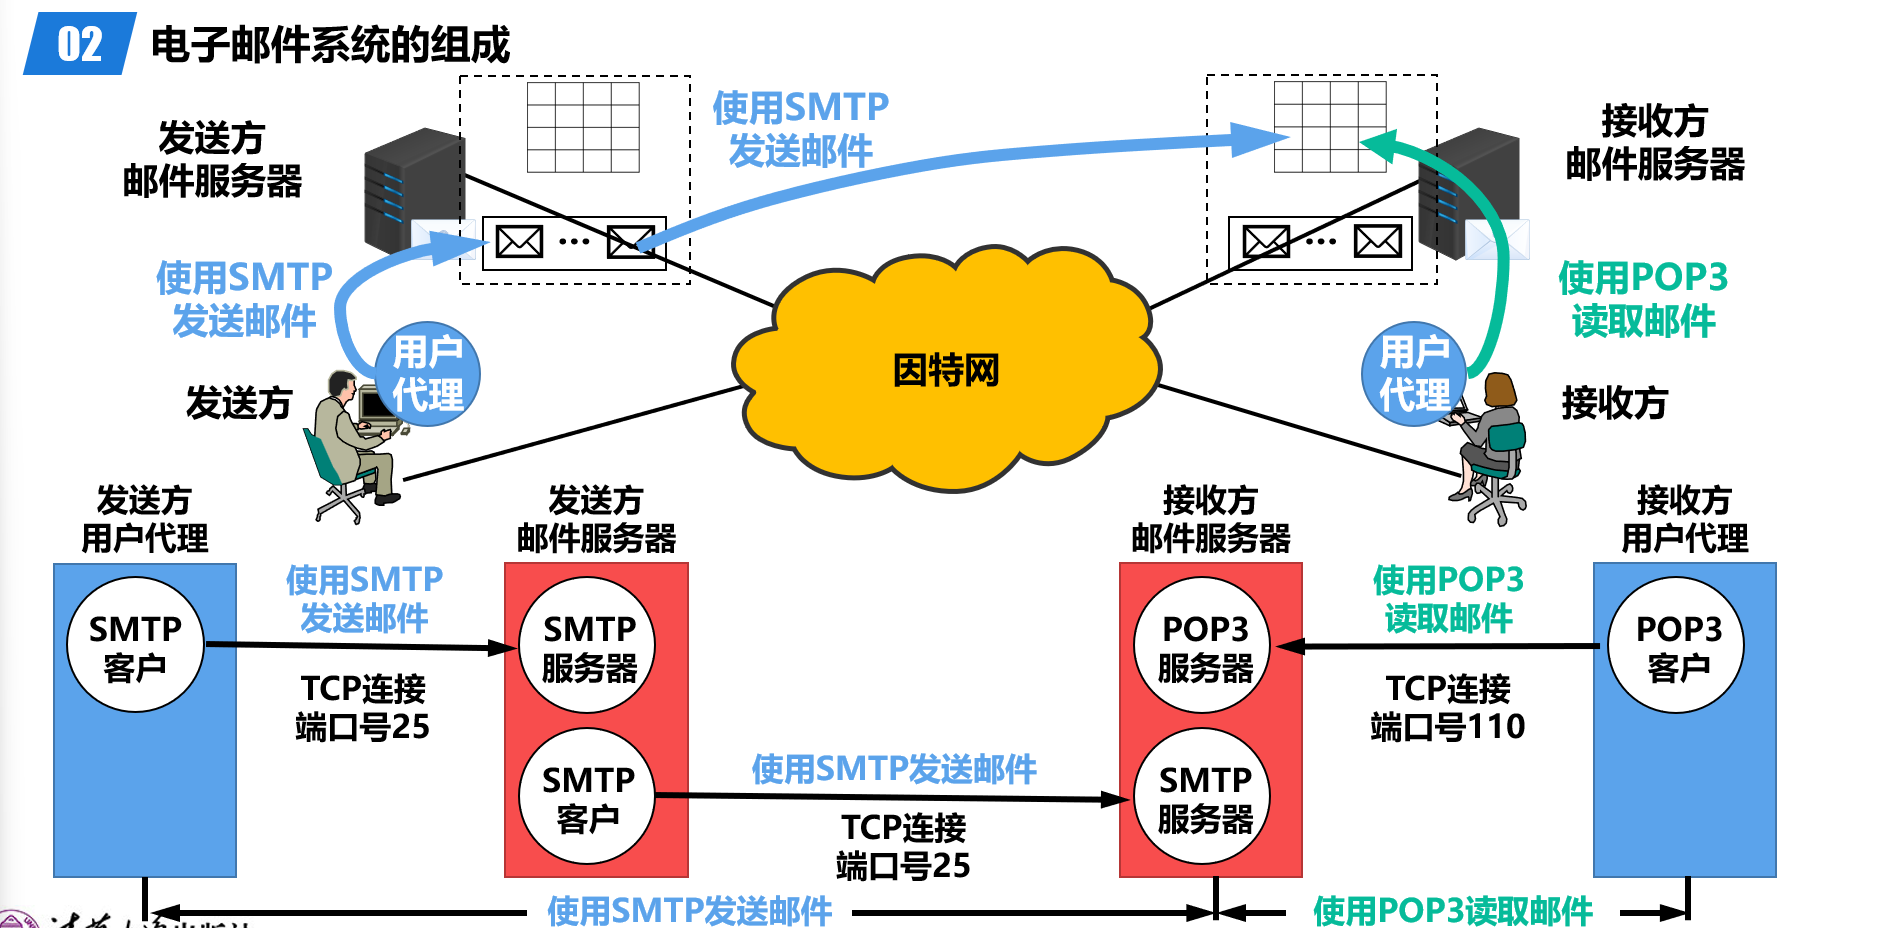 02 电子邮件系统的组成
使用SMTP
发送邮件
发送方
邮件服务器
接收方
邮件服务器
•••
•••
使用SMTP
发送邮件
使用POP3
读取邮件
用户
代理
因特网
用户
代理
发送方
接收方
发送方
用户代理
发送方
邮件服务器
接收方
邮件服务器
接收方
用户代理
SMTP
客户
使用SMTP
发送邮件
TCP连接
端口号25
SMTP
服务器
SMTP
客户
使用SMTP发送邮件
TCP连接
端口号25
POP3
服务器
SMTP
服务器
使用POP3
读取邮件
TCP连接
端口号110
POP3
客户
使用SMTP发送邮件
使用POP3读取邮件